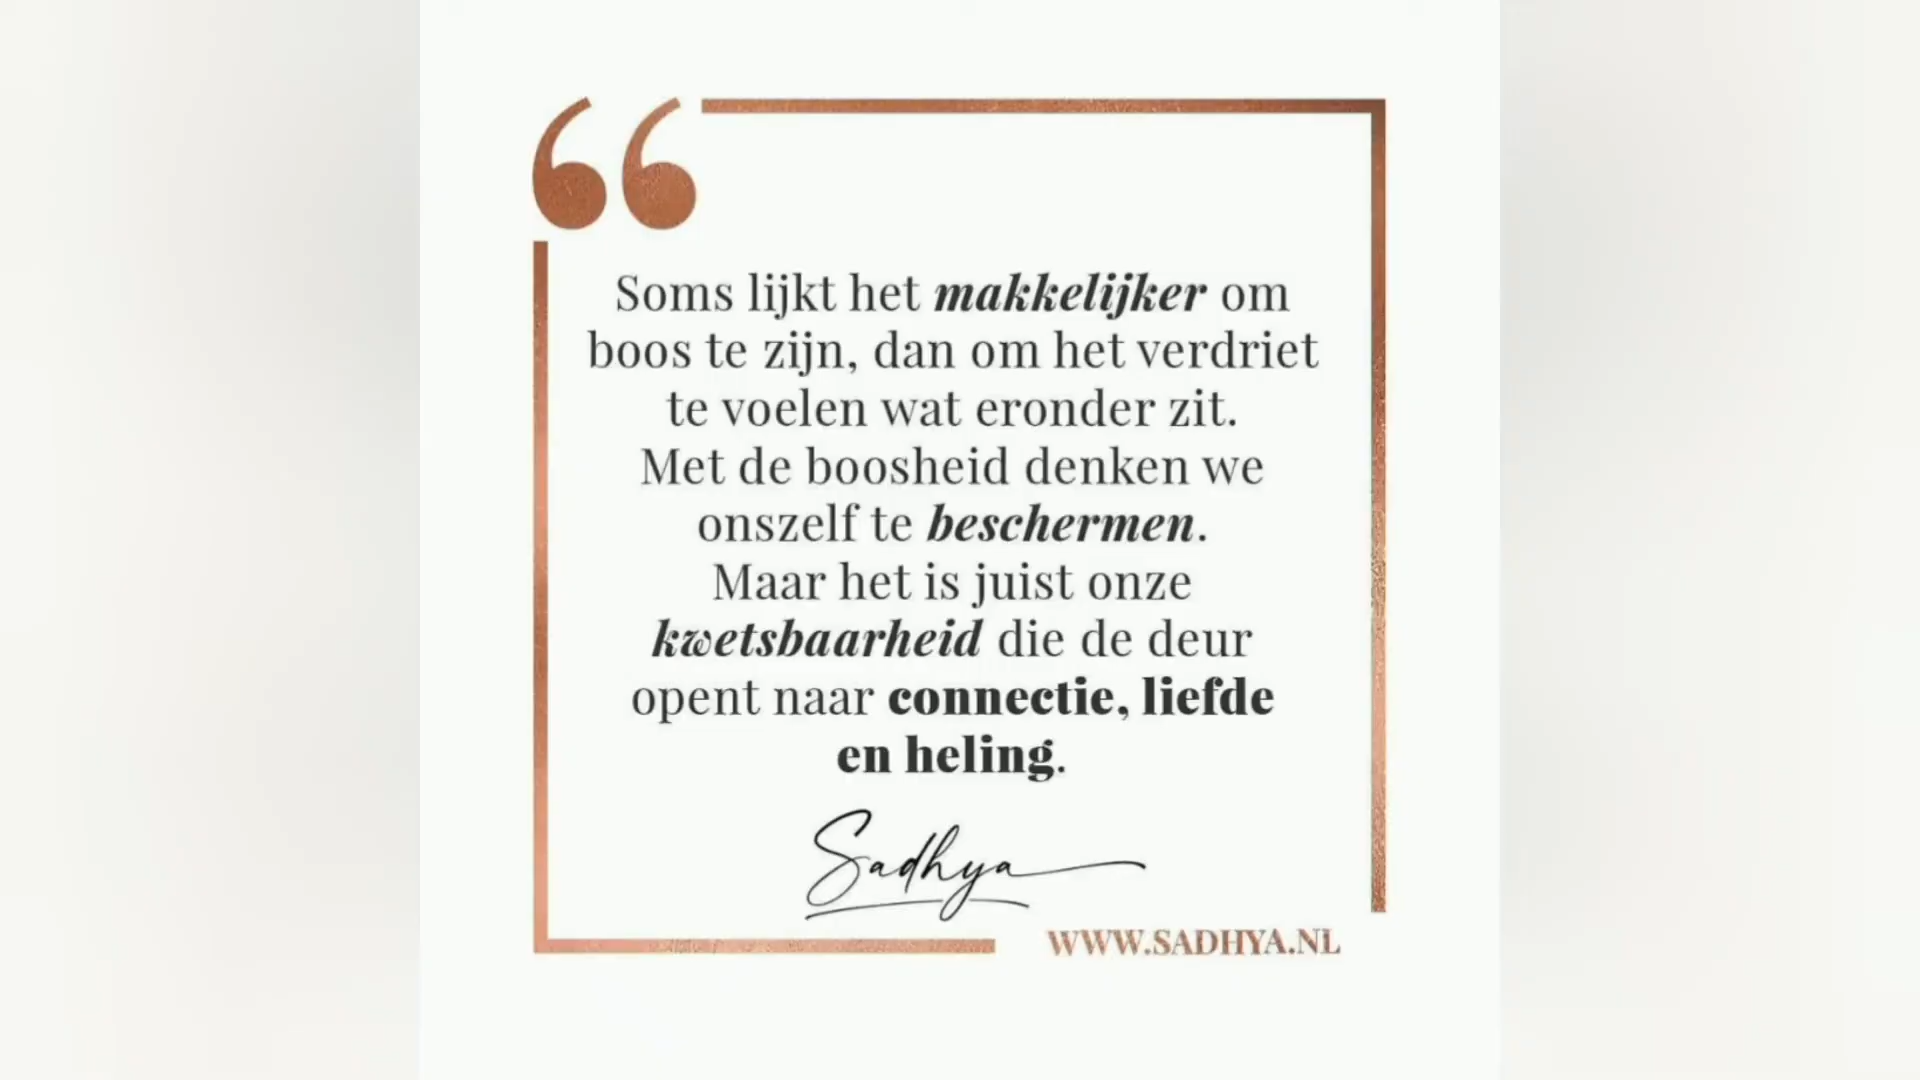 Soms lijkt het makkelijker om
boos te zijn, dan om het verdriet
te voelen wat eronder zit.
Met de boosheid denken we
onszelf te beschermen.
Maar het is juist onze
kwetsbaarheid die de deur
opent naar connectie, liefde
en heling.
Sadhya
WWW.SADHYA.NL